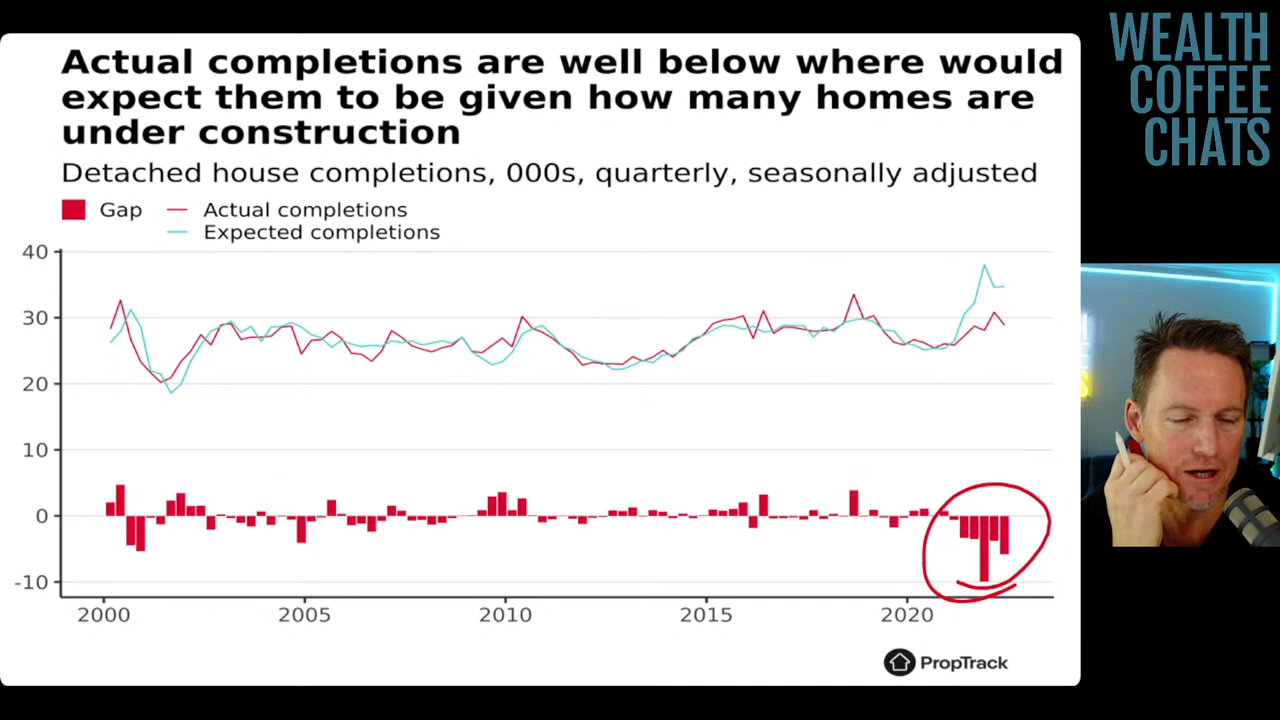 Actual completions are well below where would
expect them to be given how many homes are
under construction
Detached house completions, 000s, quarterly, seasonally adjusted
Gap
Actual completions
Expected completions
40
30
20
10
0
-10
2000 2005 2010 2015 2020
PropTrack
WEALTH
COFFEE
CHATS